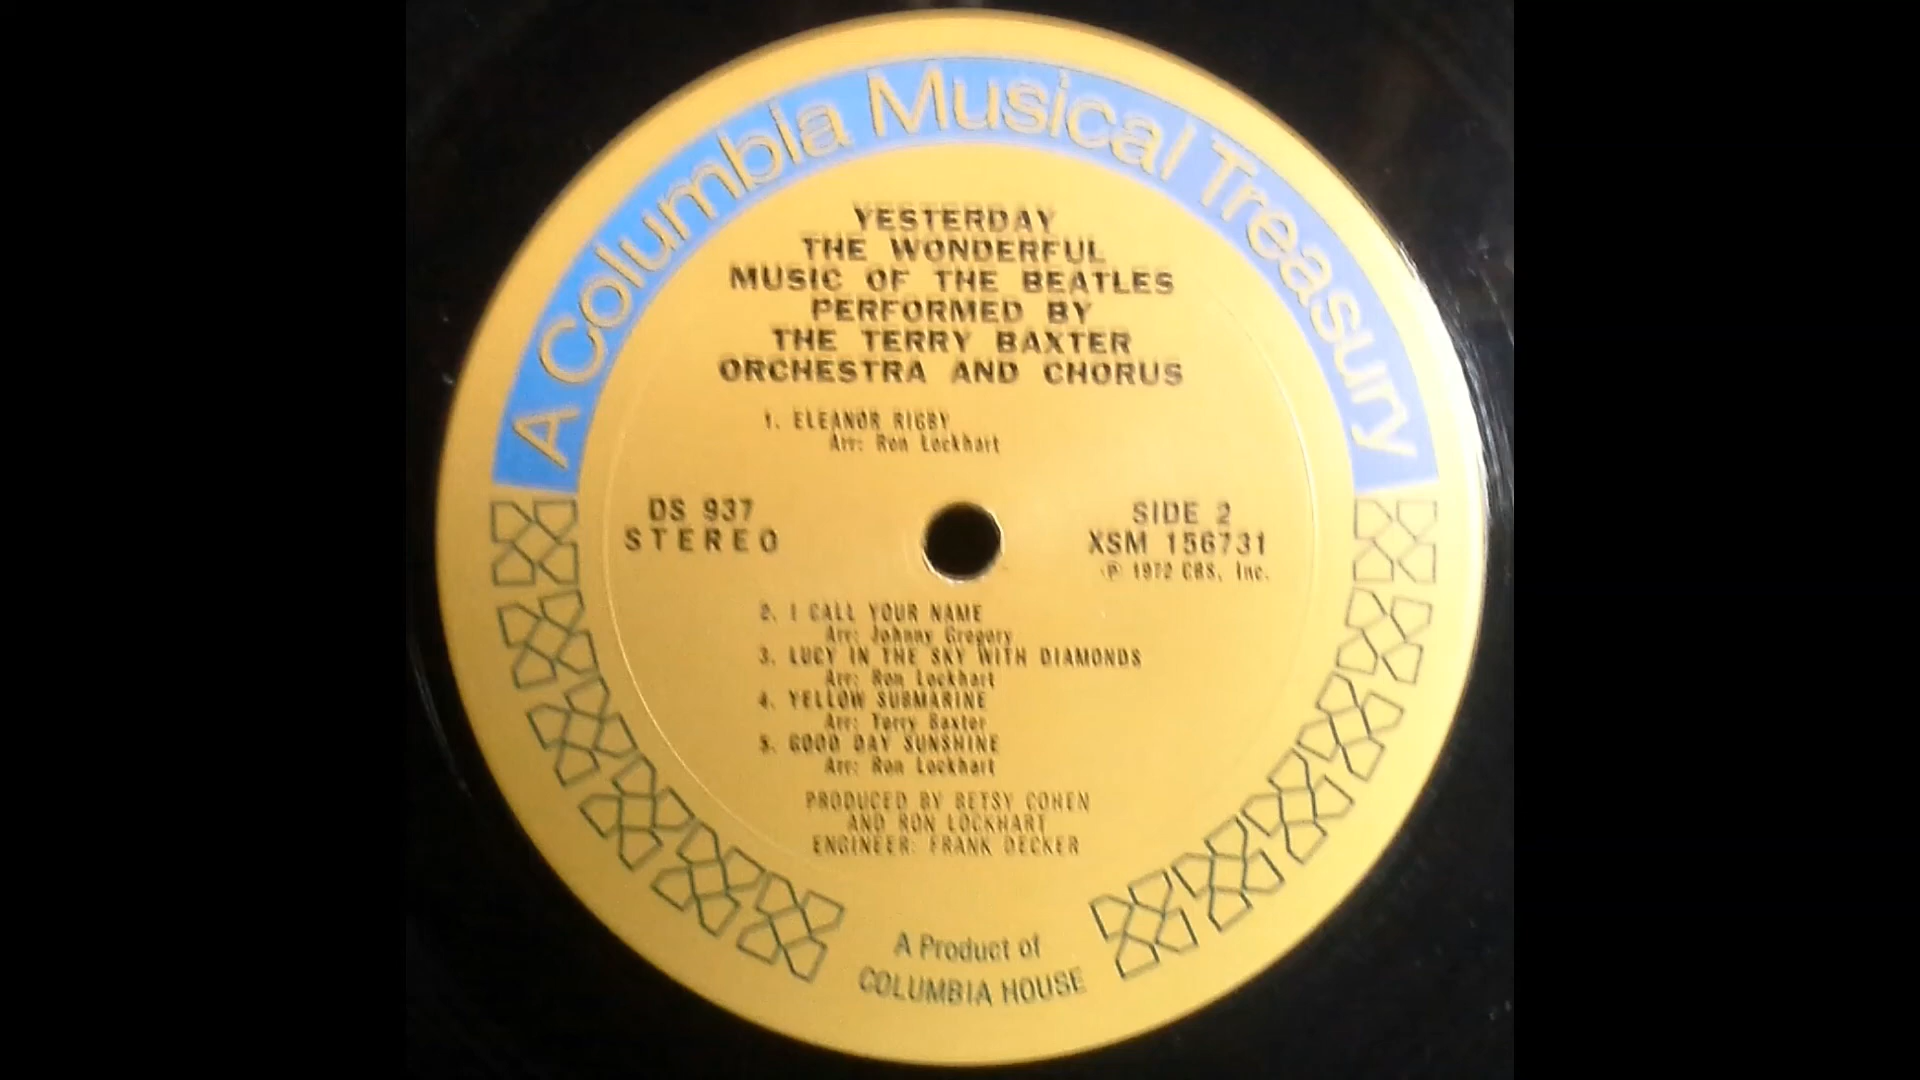 A Columbia Musical Treasury
YESTERDAY
THE WONDERFUL
MUSIC OF THE BEATLES
PERFORMED BY
THE TERRY BAXTER
ORCHESTRA AND CHORUS
1. ELEANOR RIGBY
Arr: Ron Lockhart
DS 937
STEREO
SIDE 2
XSM 156731
℗ 1972 CBS, Inc.
2. I CALL YOUR NAME
Arr: Johnny Gregory
3. LUCY IN THE SKY WITH DIAMONDS
Arr: Ron Lockhart
4. YELLOW SUBMARINE
Arr: Terry Baxter
5. GOOD DAY SUNSHINE
Arr: Ron Lockhart
PRODUCED BY BETSY COHEN
AND RON LOCKHART
ENGINEER: FRANK DECKER
A Product of
COLUMBIA HOUSE